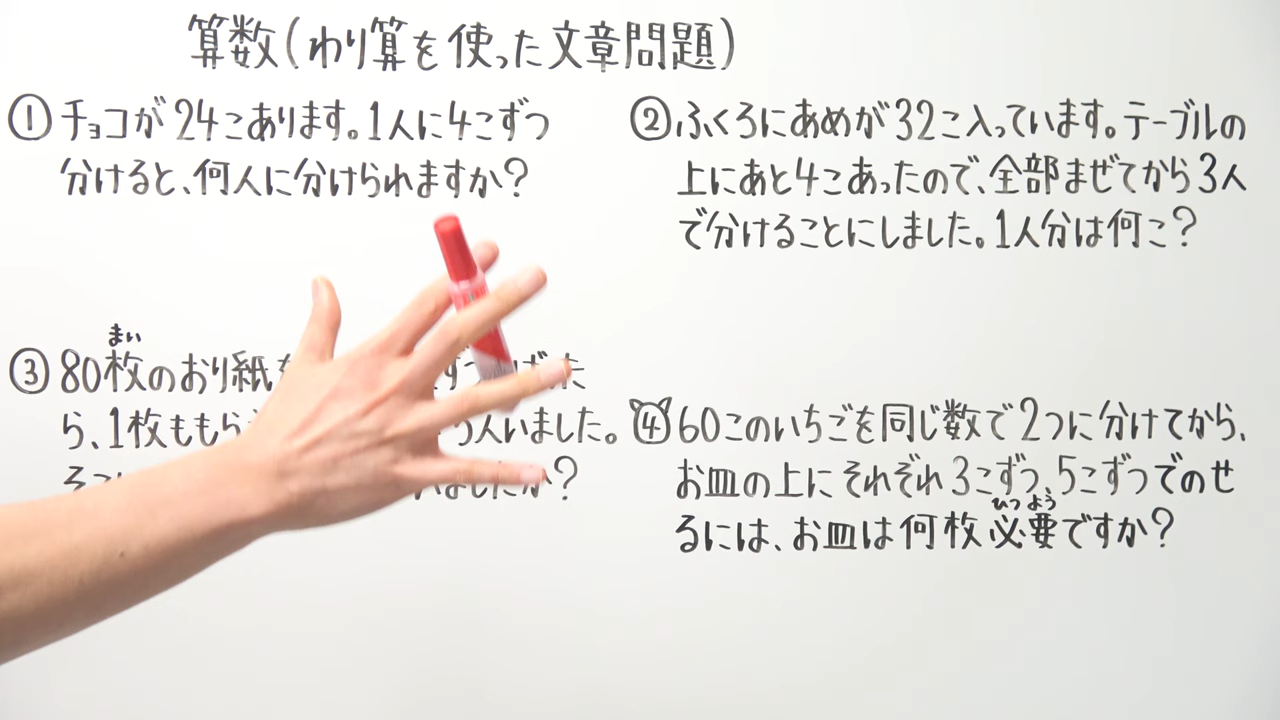 算数(わり算を使った文章問題)
① チョコが24こあります。1人に4こずつ
分けると、何人に分けられますか?
② ふくろにあめが32こ入っています。テーブルの
上にあと4こあったので、全部まぜてから3人
で分けることにしました。1人分は何こ?
まい
③ 80枚のおり紙
ら、1枚ももら 人いました。
ましたか?
④ 60このいちごを同じ数で2つに分けてから、
お皿の上にそれぞれ3こずつ、5こずつでのせ
ひつよう
るには、お皿は何枚必要ですか?